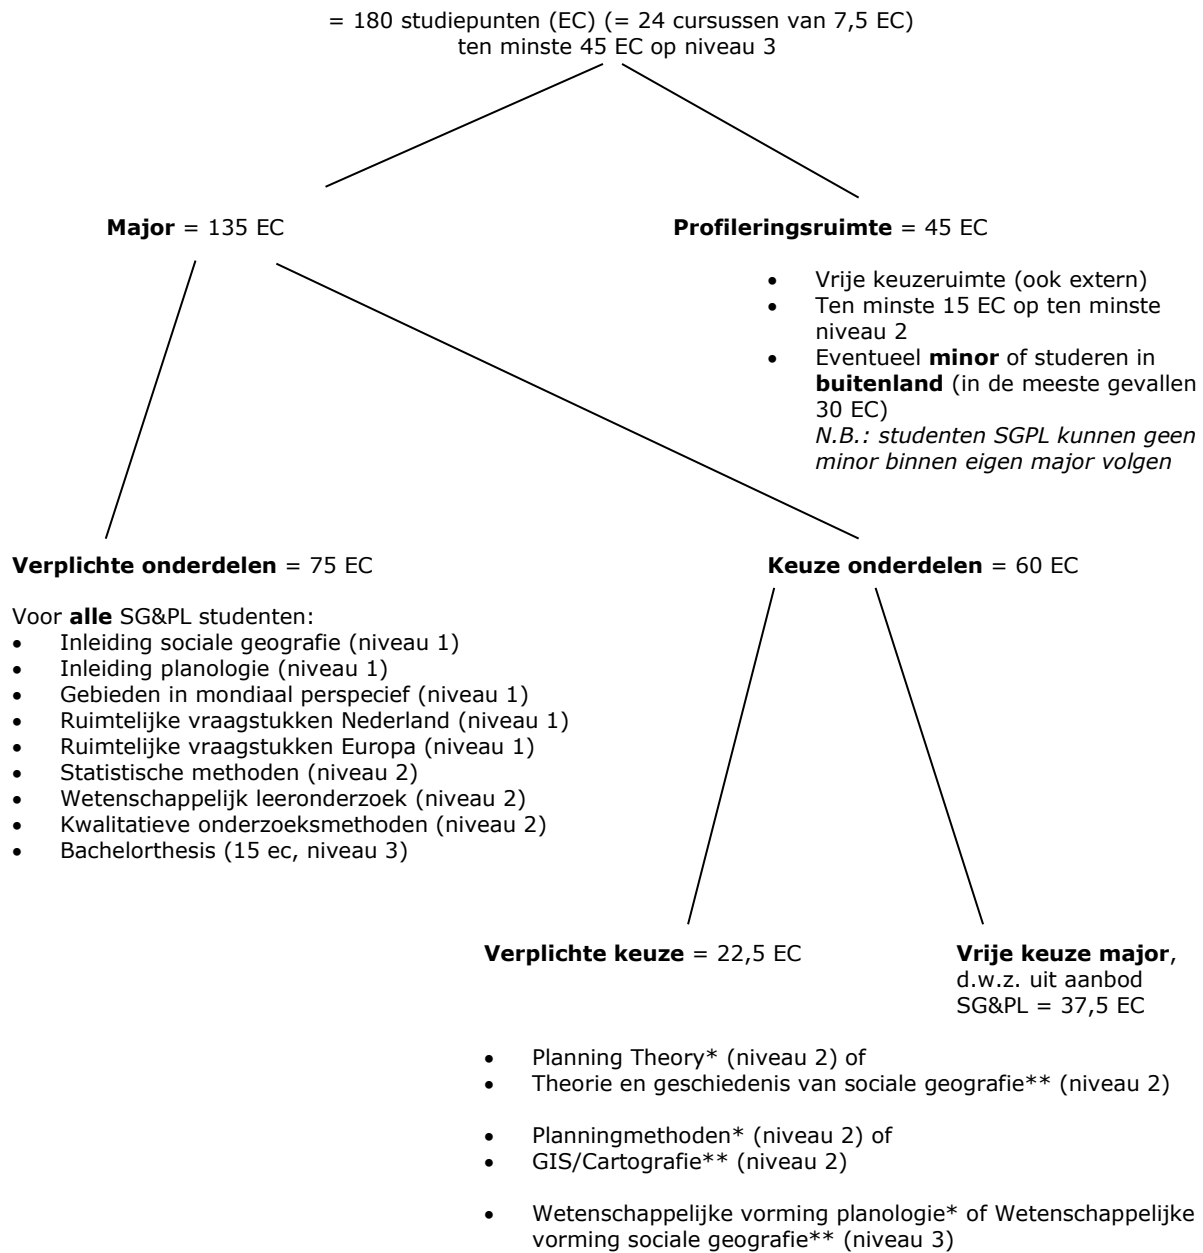 = 180 studiepunten (EC) (= 24 cursussen van 7,5 EC)
ten minste 45 EC op niveau 3
Major = 135 EC
Profileringsruimte = 45 EC
• Vrije keuzeruimte (ook extern)
• Ten minste 15 EC op ten minste
niveau 2
• Eventueel minor of studeren in
buitenland (in de meeste gevallen
30 EC)
N.B.: studenten SGPL kunnen geen
minor binnen eigen major volgen
Verplichte onderdelen = 75 EC
Voor alle SG&PL studenten:
• Inleiding sociale geografie (niveau 1)
• Inleiding planologie (niveau 1)
• Gebieden in mondiaal perspecief (niveau 1)
• Ruimtelijke vraagstukken Nederland (niveau 1)
• Ruimtelijke vraagstukken Europa (niveau 1)
• Statistische methoden (niveau 2)
• Wetenschappelijk leeronderzoek (niveau 2)
• Kwalitatieve onderzoeksmethoden (niveau 2)
• Bachelorthesis (15 ec, niveau 3)
Keuze onderdelen = 60 EC
Verplichte keuze = 22,5 EC
Vrije keuze major,
d.w.z. uit aanbod
SG&PL = 37,5 EC
• Planning Theory* (niveau 2) of
• Theorie en geschiedenis van sociale geografie** (niveau 2)
• Planningmethoden* (niveau 2) of
• GIS/Cartografie** (niveau 2)
• Wetenschappelijke vorming planologie* of Wetenschappelijke
vorming sociale geografie** (niveau 3)